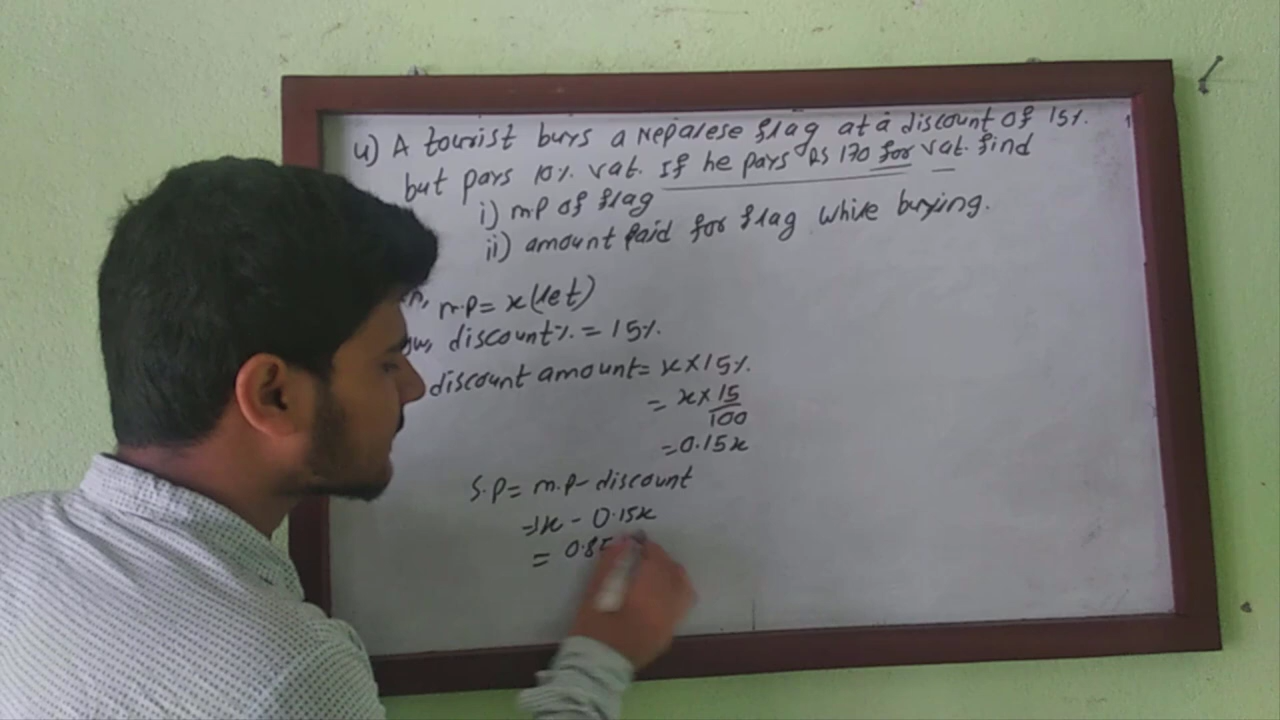 4) A tourist buys a Nepalese flag at a discount of 15%.
but pays 10% vat. If he pays Rs 170 for vat. find
i) mp of flag
ii) amount paid for flag while buying.
m.p = x (let)
discount% = 15%.
discount amount = x × 15%.
= x × 15/100
= 0.15x
S.P = m.p - discount
= 1x - 0.15x
= 0.85